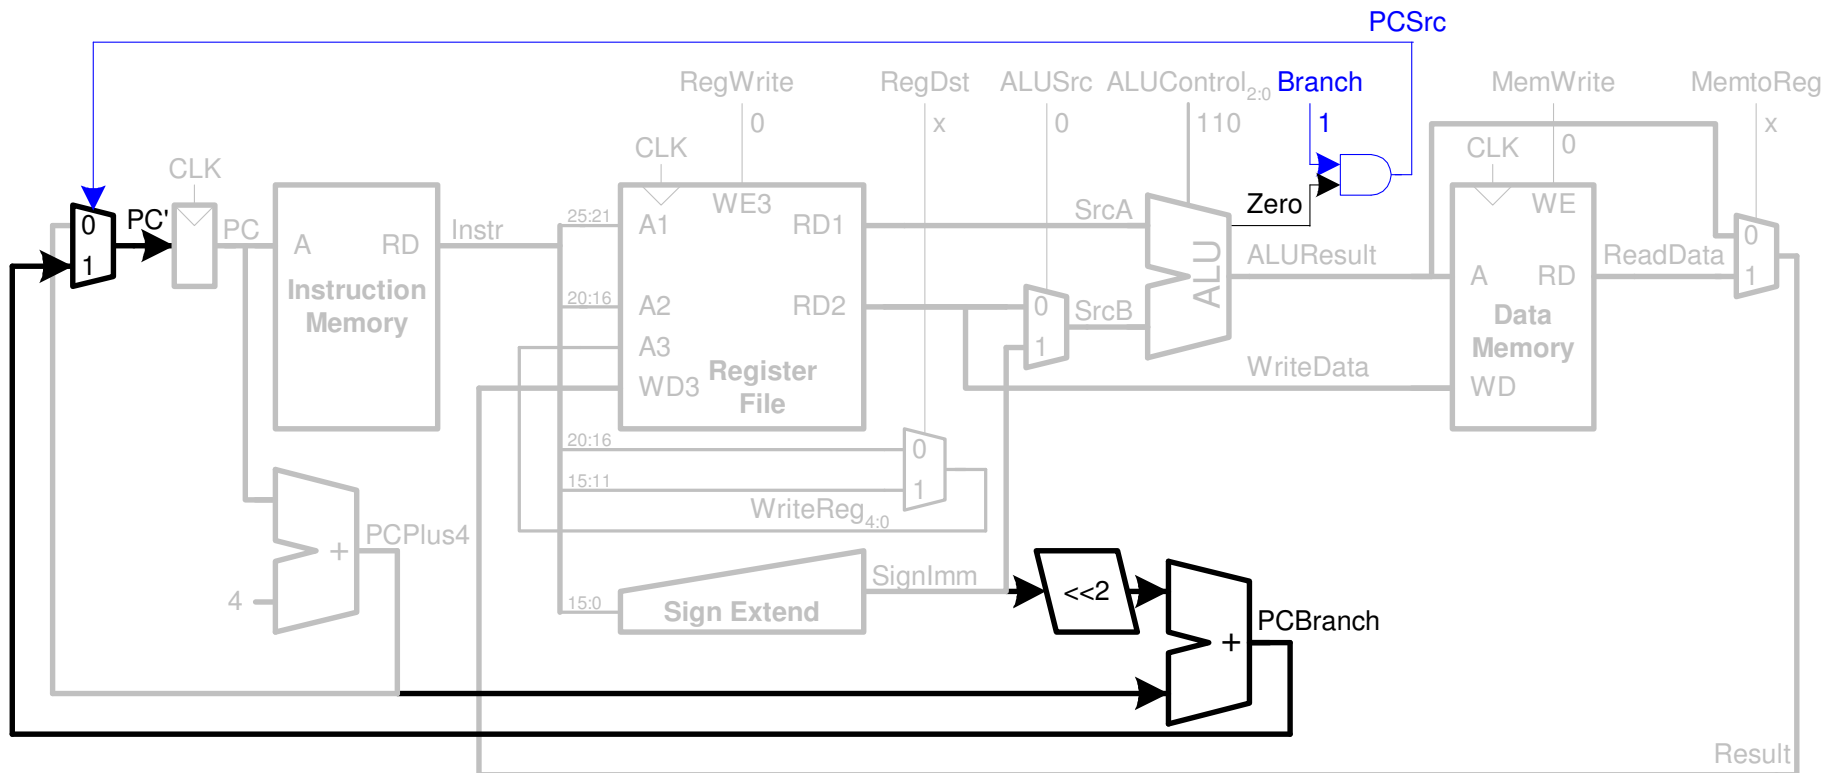 PCSrc
RegWrite RegDst ALUSrc ALUControl2:0 Branch MemWrite MemtoReg
0 x 0 110 1 0 x
CLK CLK CLK
25:21 A1 WE3 RD1 SrcA Zero WE
0 PC' PC A RD Instr ALUResult A RD ReadData 0
1 1
Instruction
Memory
20:16 A2 RD2 0 SrcB ALU
Data
Memory
A3 1
WD3 Register
File
WriteData WD
20:16 0
15:11 1
WriteReg4:0
PCPlus4
+
4
15:0 Sign Extend SignImm <<2
PCBranch
+
Result